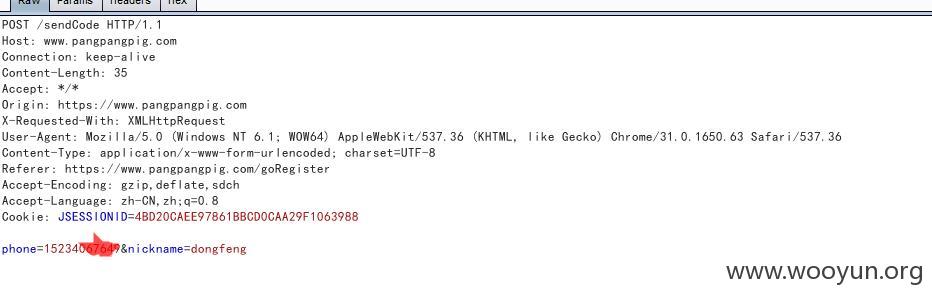 Raw Params Headers Hex
POST /sendCode HTTP/1.1
Host: www.pangpangpig.com
Connection: keep-alive
Content-Length: 35
Accept: */*
Origin: https://www.pangpangpig.com
X-Requested-With: XMLHttpRequest
User-Agent: Mozilla/5.0 (Windows NT 6.1; WOW64) AppleWebKit/537.36 (KHTML, like Gecko) Chrome/31.0.1650.63 Safari/537.36
Content-Type: application/x-www-form-urlencoded; charset=UTF-8
Referer: https://www.pangpangpig.com/goRegister
Accept-Encoding: gzip,deflate,sdch
Accept-Language: zh-CN,zh;q=0.8
Cookie: JSESSIONID=4BD20CAEE97861BBCD0CAA29F1063988
&nickname=dongfeng
www.wooyun.org